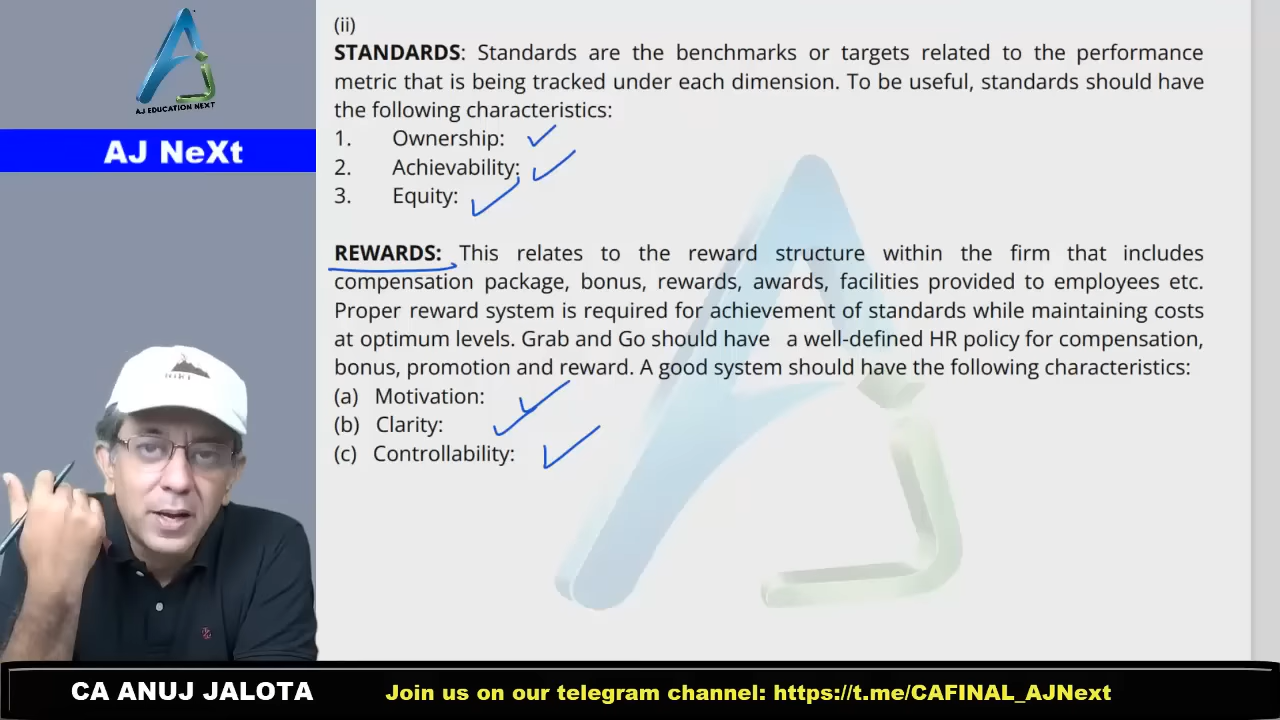 AJ EDUCATION NEXT
AJ NeXt
(ii)
STANDARDS: Standards are the benchmarks or targets related to the performance
metric that is being tracked under each dimension. To be useful, standards should have
the following characteristics:
1. Ownership:
2. Achievability:
3. Equity:
REWARDS: This relates to the reward structure within the firm that includes
compensation package, bonus, rewards, awards, facilities provided to employees etc.
Proper reward system is required for achievement of standards while maintaining costs
at optimum levels. Grab and Go should have a well-defined HR policy for compensation,
bonus, promotion and reward. A good system should have the following characteristics:
(a) Motivation:
(b) Clarity:
(c) Controllability:
CA ANUJ JALOTA
Join us on our telegram channel: https://t.me/CAFINAL_AJNext